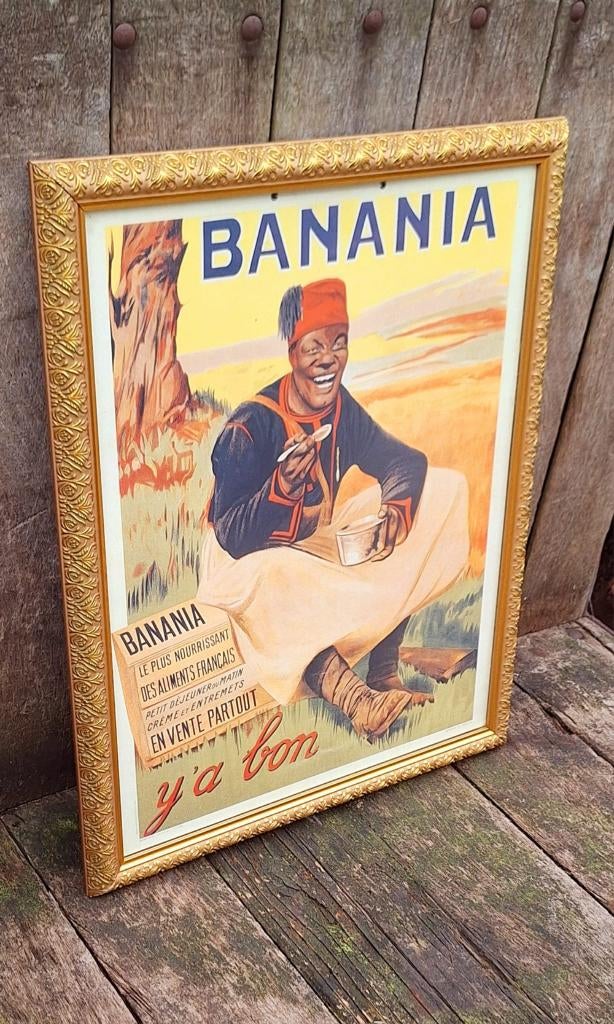 BANANIA
BANANIA
LE PLUS NOURRISSANT
DES ALIMENTS FRANÇAIS
PETIT DÉJEUNER DU MATIN
CRÈME ET ENTREMETS
EN VENTE PARTOUT
y'a bon